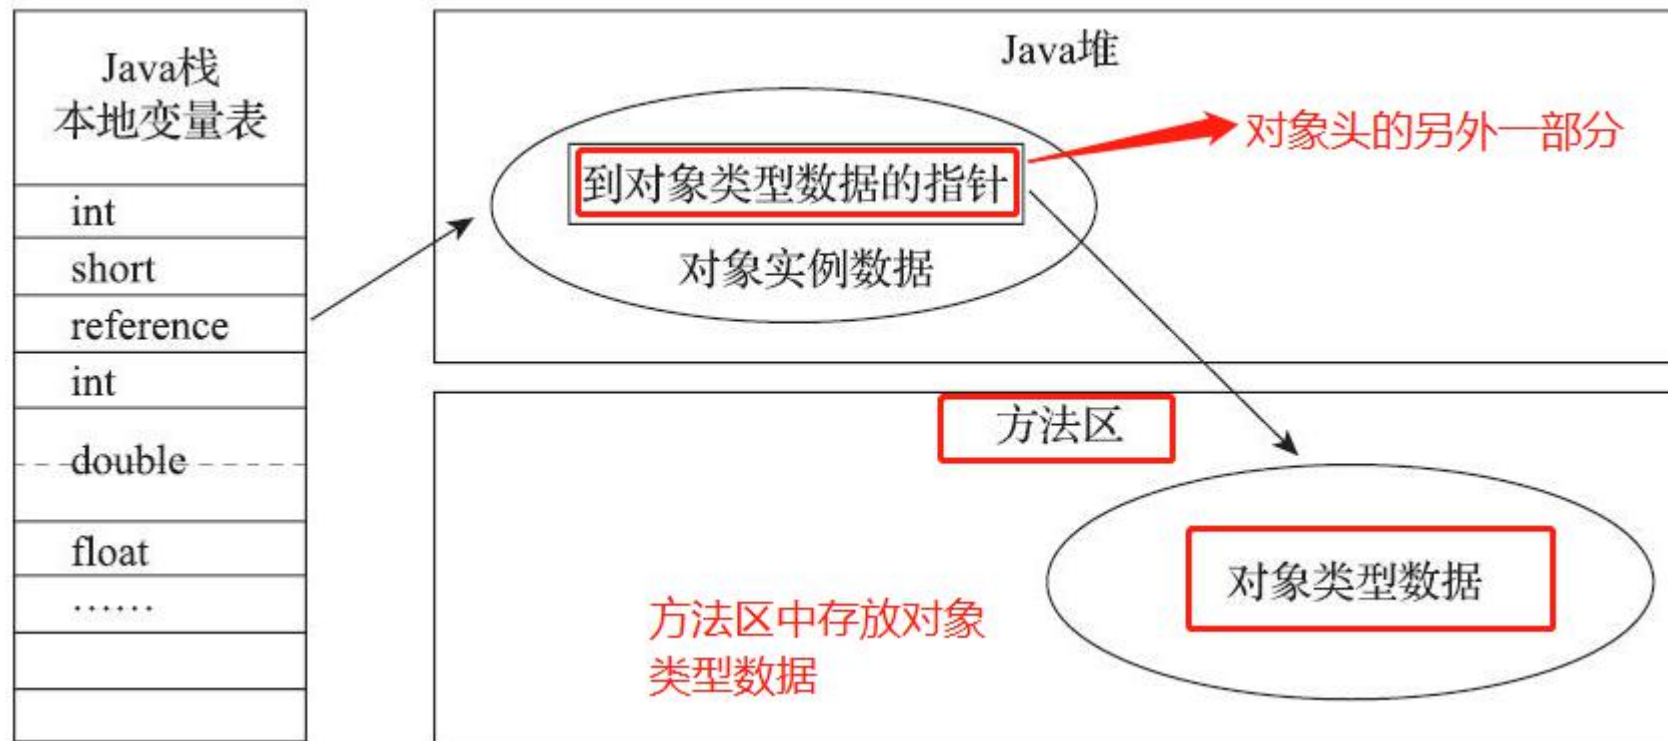 Java栈
本地变量表
int
short
reference
int
double
float
……
Java堆
到对象类型数据的指针
对象实例数据
对象头的另外一部分
方法区
对象类型数据
方法区中存放对象
类型数据